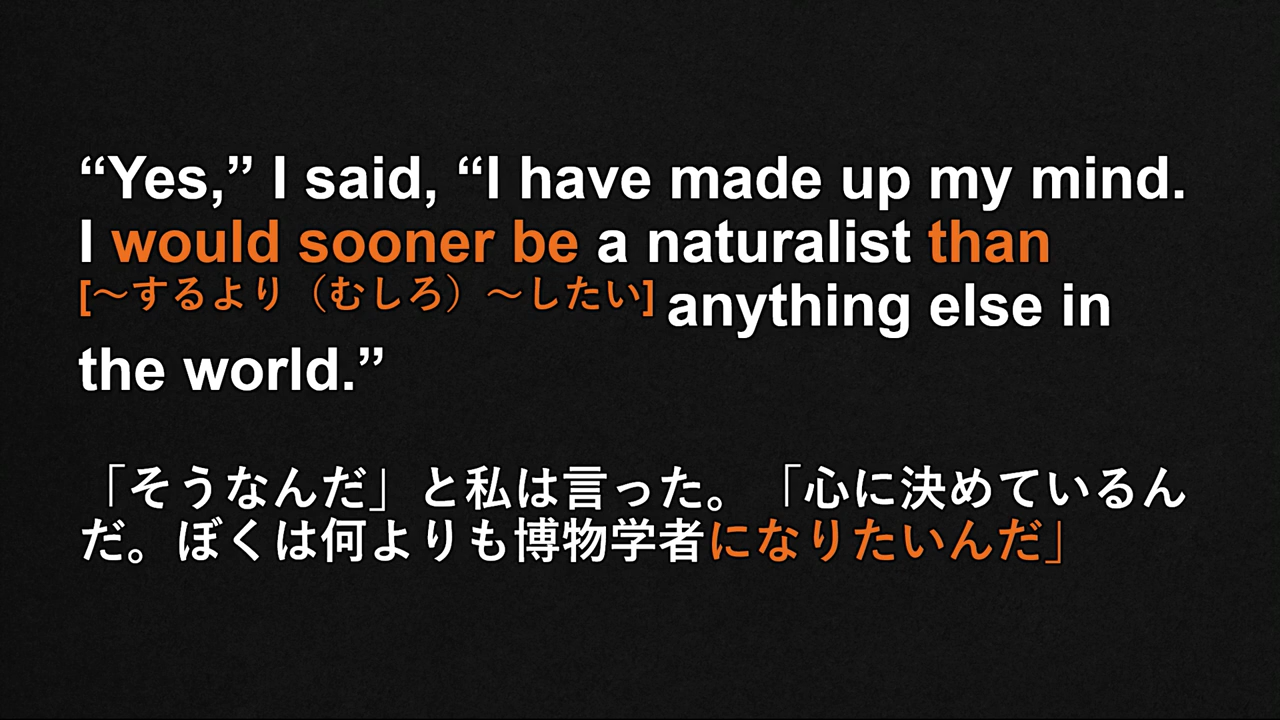 “Yes,” I said, “I have made up my mind.
I would sooner be a naturalist than
[～するより（むしろ）～したい] anything else in
the world.”
「そうなんだ」と私は言った。「心に決めているん
だ。ぼくは何よりも博物学者になりたいんだ」